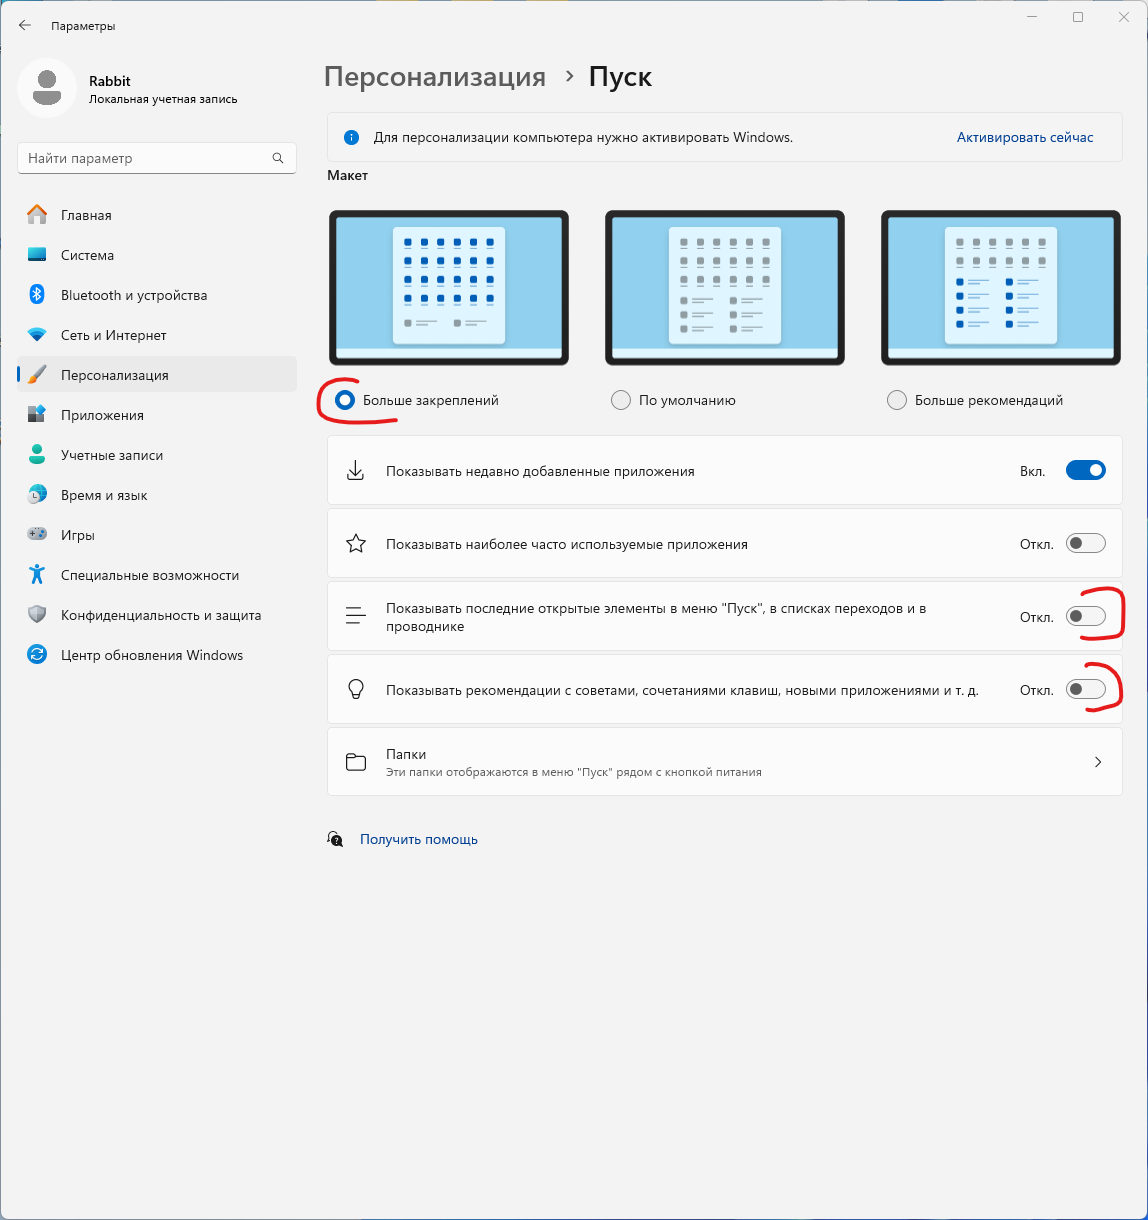 Параметры
Rabbit
Локальная учетная запись
Найти параметр
Главная
Система
Bluetooth и устройства
Сеть и Интернет
Персонализация
Приложения
Учетные записи
Время и язык
Игры
Специальные возможности
Конфиденциальность и защита
Центр обновления Windows
Персонализация > Пуск
Для персонализации компьютера нужно активировать Windows. Активировать сейчас
Макет
Больше закреплений По умолчанию Больше рекомендаций
Показывать недавно добавленные приложения Вкл.
Показывать наиболее часто используемые приложения Откл.
Показывать последние открытые элементы в меню "Пуск", в списках переходов и в
проводнике Откл.
Показывать рекомендации с советами, сочетаниями клавиш, новыми приложениями и т. д. Откл.
Папки
Эти папки отображаются в меню "Пуск" рядом с кнопкой питания
Получить помощь